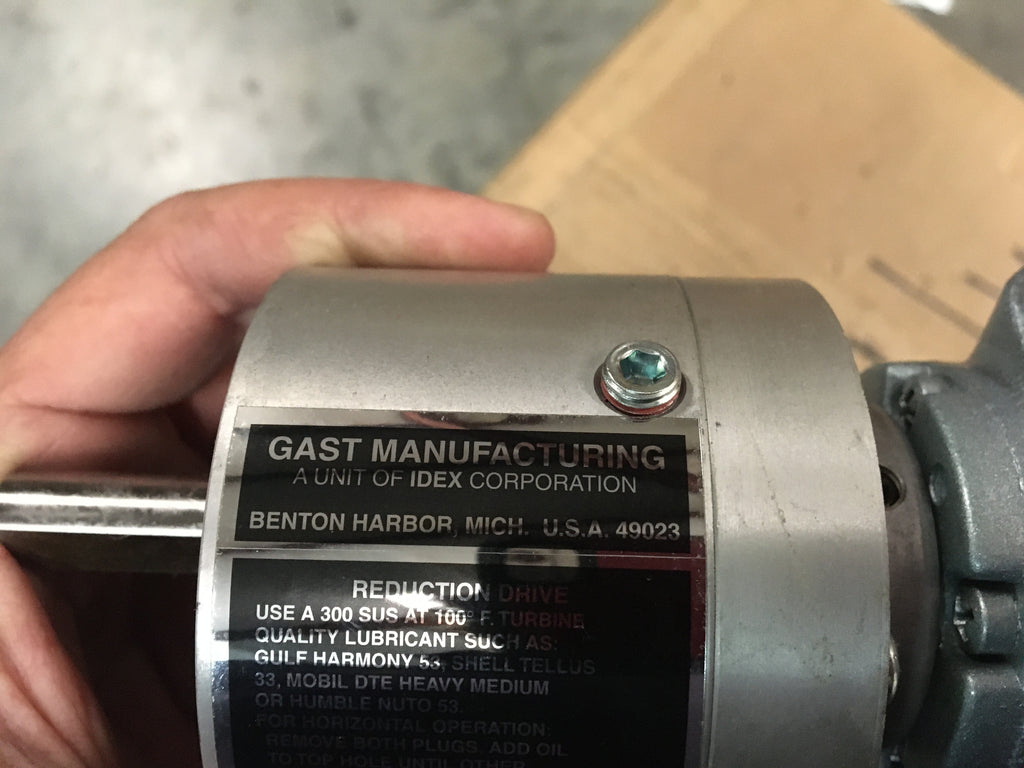 GAST MANUFACTURING
A UNIT OF IDEX CORPORATION
BENTON HARBOR, MICH. U.S.A. 49023
REDUCTION DRIVE
USE A 300 SUS AT 100° F. TURBINE
QUALITY LUBRICANT SUCH AS:
GULF HARMONY 53, SHELL TELLUS
33, MOBIL DTE HEAVY MEDIUM
OR HUMBLE NUTO 53.
FOR HORIZONTAL OPERATION:
REMOVE BOTH PLUGS. ADD OIL
TO TOP HOLE UNTIL OTHER